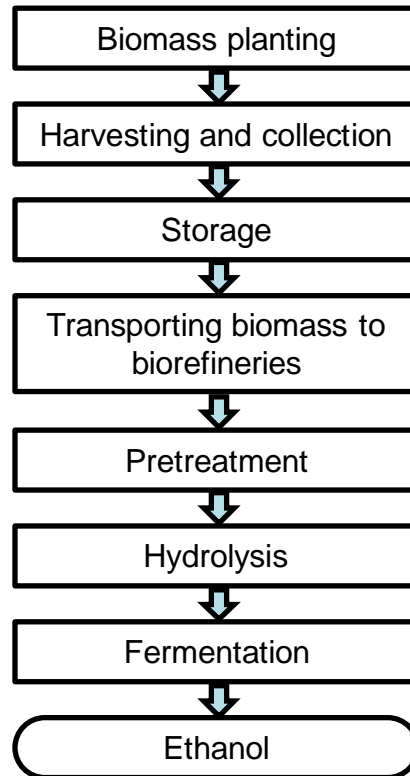 Biomass planting
Harvesting and collection
Storage
Transporting biomass to
biorefineries
Pretreatment
Hydrolysis
Fermentation
Ethanol